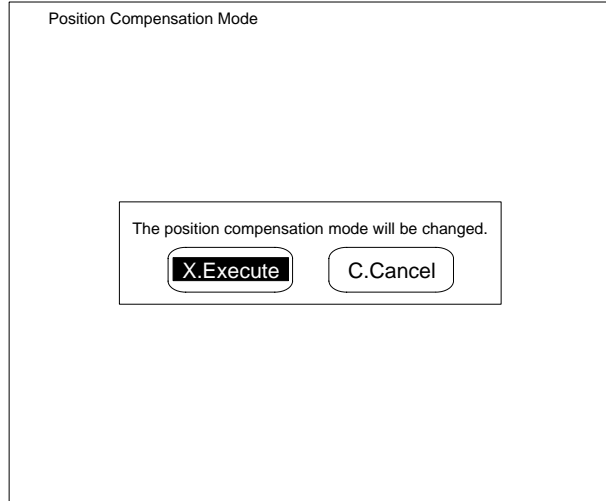 Position Compensation Mode
The position compensation mode will be changed.
X.Execute C.Cancel